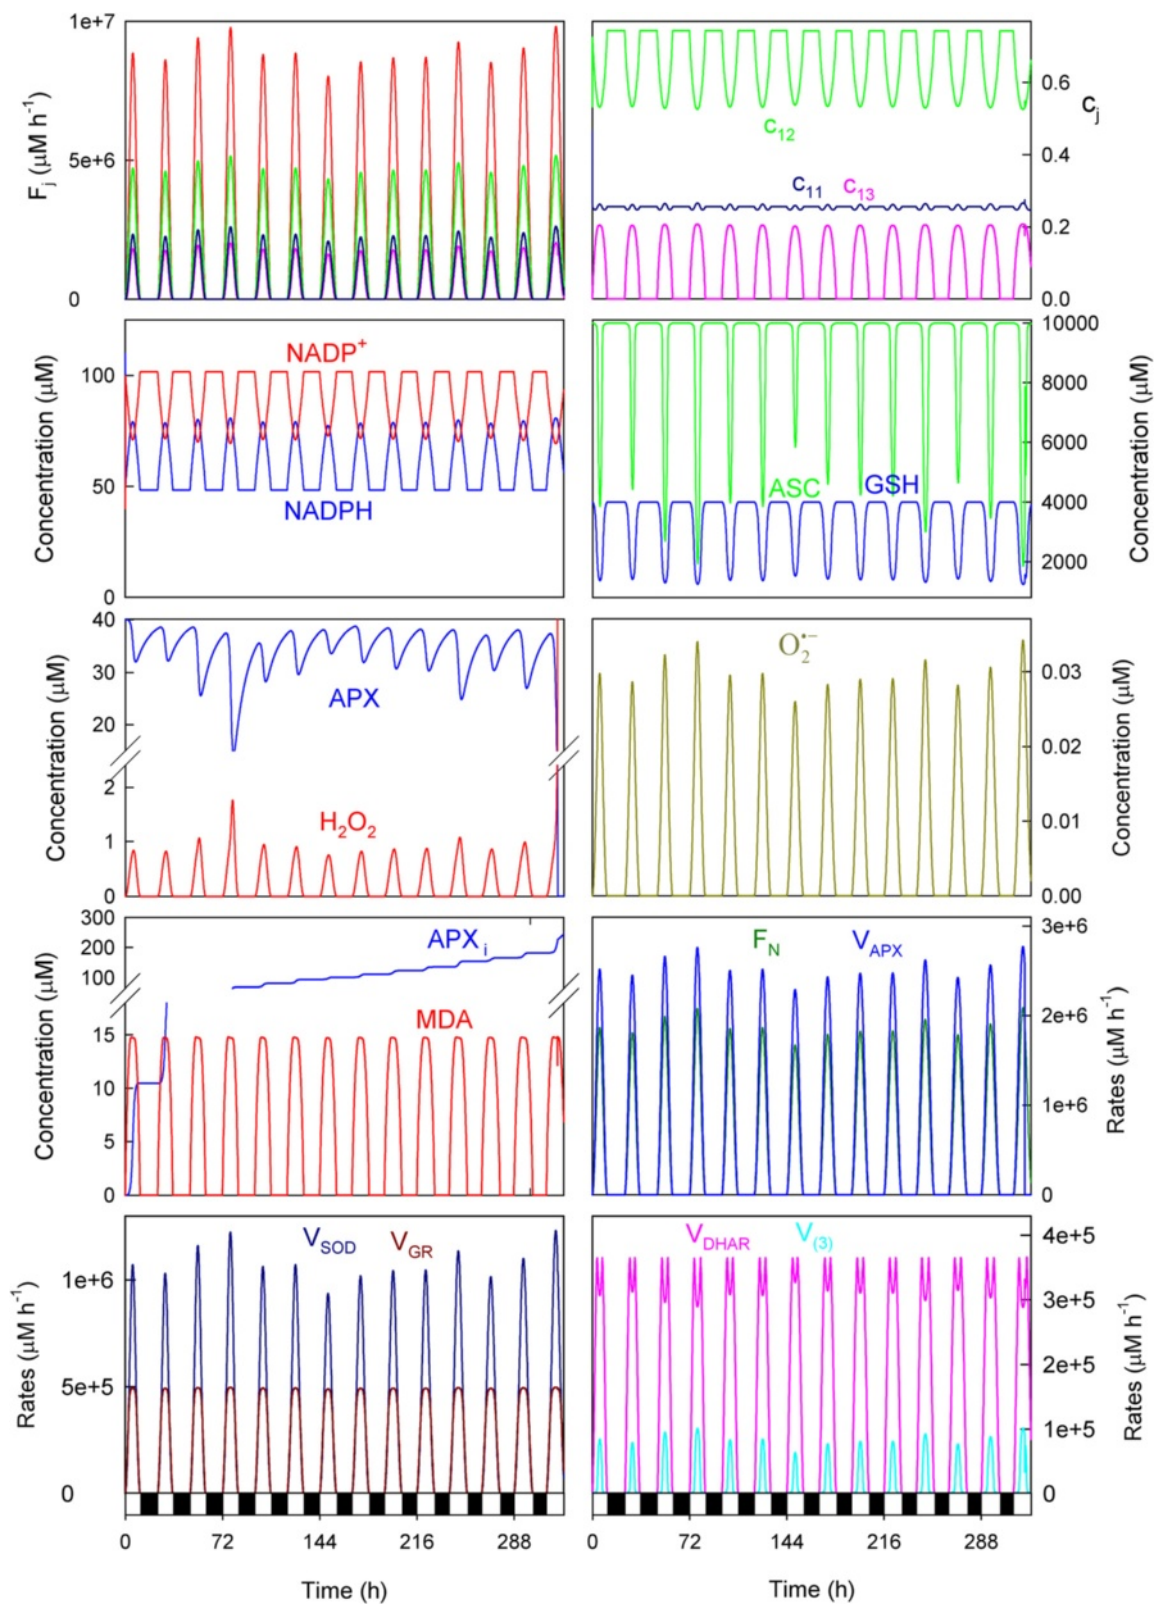 1e+7
5e+6
0
F_j (μM h⁻¹)
0.6
0.4
0.2
0.0
c_j
c_12
c_11
c_13
100
50
0
Concentration (μM)
NADP⁺
NADPH
10000
8000
6000
4000
2000
Concentration (μM)
ASC
GSH
40
30
20
2
1
0
Concentration (μM)
APX
H₂O₂
O₂•−
0.03
0.02
0.01
0.00
Concentration (μM)
300
200
100
15
10
5
0
Concentration (μM)
APX i
MDA
F_N
V_APX
3e+6
2e+6
1e+6
0
Rates (μM h⁻¹)
1e+6
5e+5
0
Rates (μM h⁻¹)
V_SOD
V_GR
V_DHAR
V_(3)
4e+5
3e+5
2e+5
1e+5
0
Rates (μM h⁻¹)
0 72 144 216 288
Time (h)
0 72 144 216 288
Time (h)